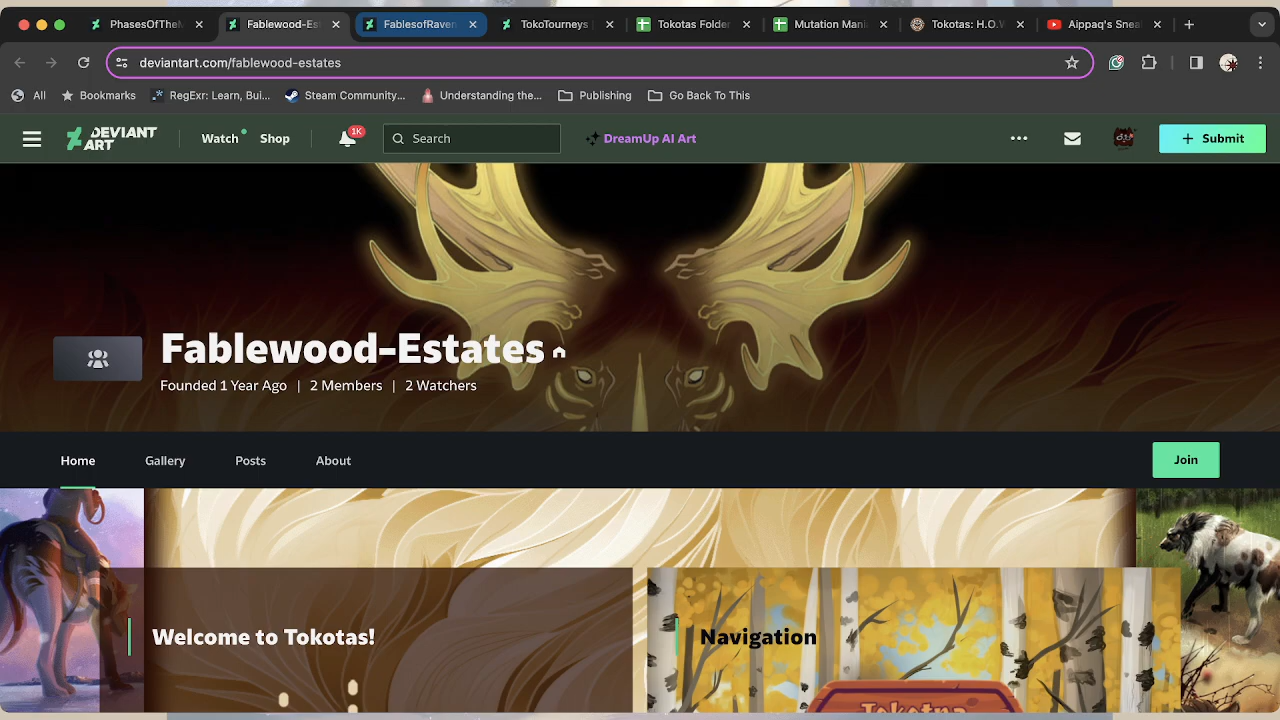 PhasesOfTheM
Fablewood-Est
FablesofRaven
TokoTourneys
Tokotas Folder
Mutation Mani
Tokotas: H.O.W
Aippaq's Snea
deviantart.com/fablewood-estates
All
Bookmarks
RegExr: Learn, Bui...
Steam Community...
Understanding the...
Publishing
Go Back To This
DEVIANT
ART
Watch
Shop
1K
Search
DreamUp AI Art
Submit
Fablewood-Estates
Founded 1 Year Ago | 2 Members | 2 Watchers
Home
Gallery
Posts
About
Join
Welcome to Tokotas!
Navigation
Tokotna